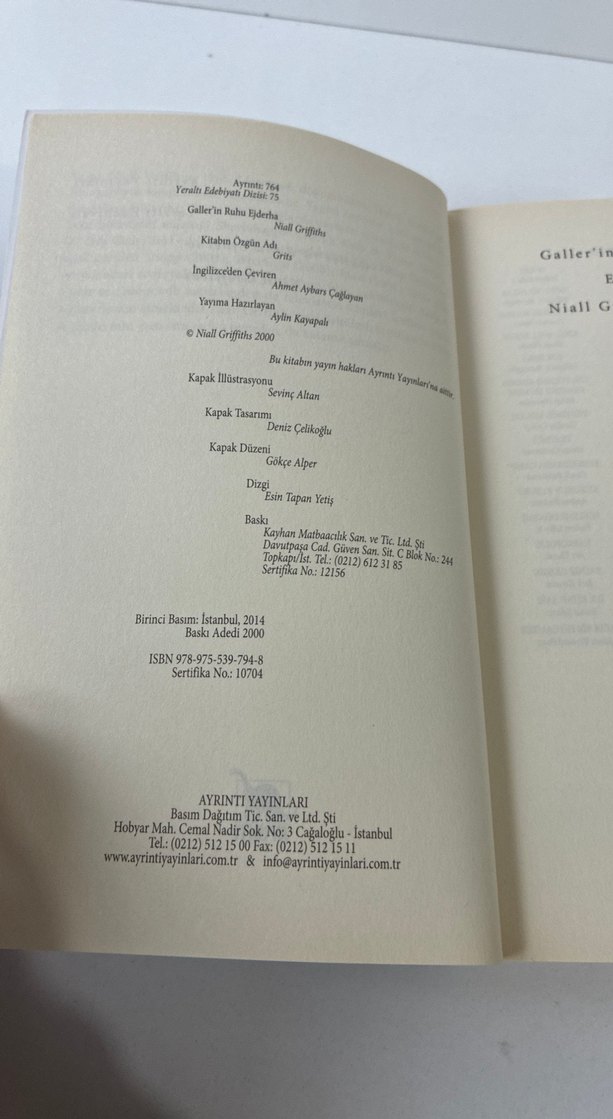 Ayrıntı: 764
Yeraltı Edebiyatı Dizisi: 75
Galler'in Ruhu Ejderha
Niall Griffiths
Kitabın Özgün Adı
Grits
İngilizce'den Çeviren
Ahmet Aybars Çağlayan
Yayıma Hazırlayan
Aylin Kayapalı
© Niall Griffiths 2000
Bu kitabın yayın hakları Ayrıntı Yayınları'na aittir.
Kapak İllüstrasyonu
Sevinç Altan
Kapak Tasarımı
Deniz Çelikoğlu
Kapak Düzeni
Gökçe Alper
Dizgi
Esin Tapan Yetiş
Baskı
Kayhan Matbaacılık San. ve Tic. Ltd. Şti
Davutpaşa Cad. Güven San. Sit. C Blok No.: 244
Topkapı/İst. Tel.: (0212) 612 31 85
Sertifika No.: 12156
Birinci Basım: İstanbul, 2014
Baskı Adedi 2000
ISBN 978-975-539-794-8
Sertifika No.: 10704
AYRINTI YAYINLARI
Basım Dağıtım Tic. San. ve Ltd. Şti
Hobyar Mah. Cemal Nadir Sok. No: 3 Cağaloğlu - İstanbul
Tel.: (0212) 512 15 00 Fax: (0212) 512 15 11
www.ayrintiyayinlari.com.tr & info@ayrintiyayinlari.com.tr
Galler'in
E
Niall G